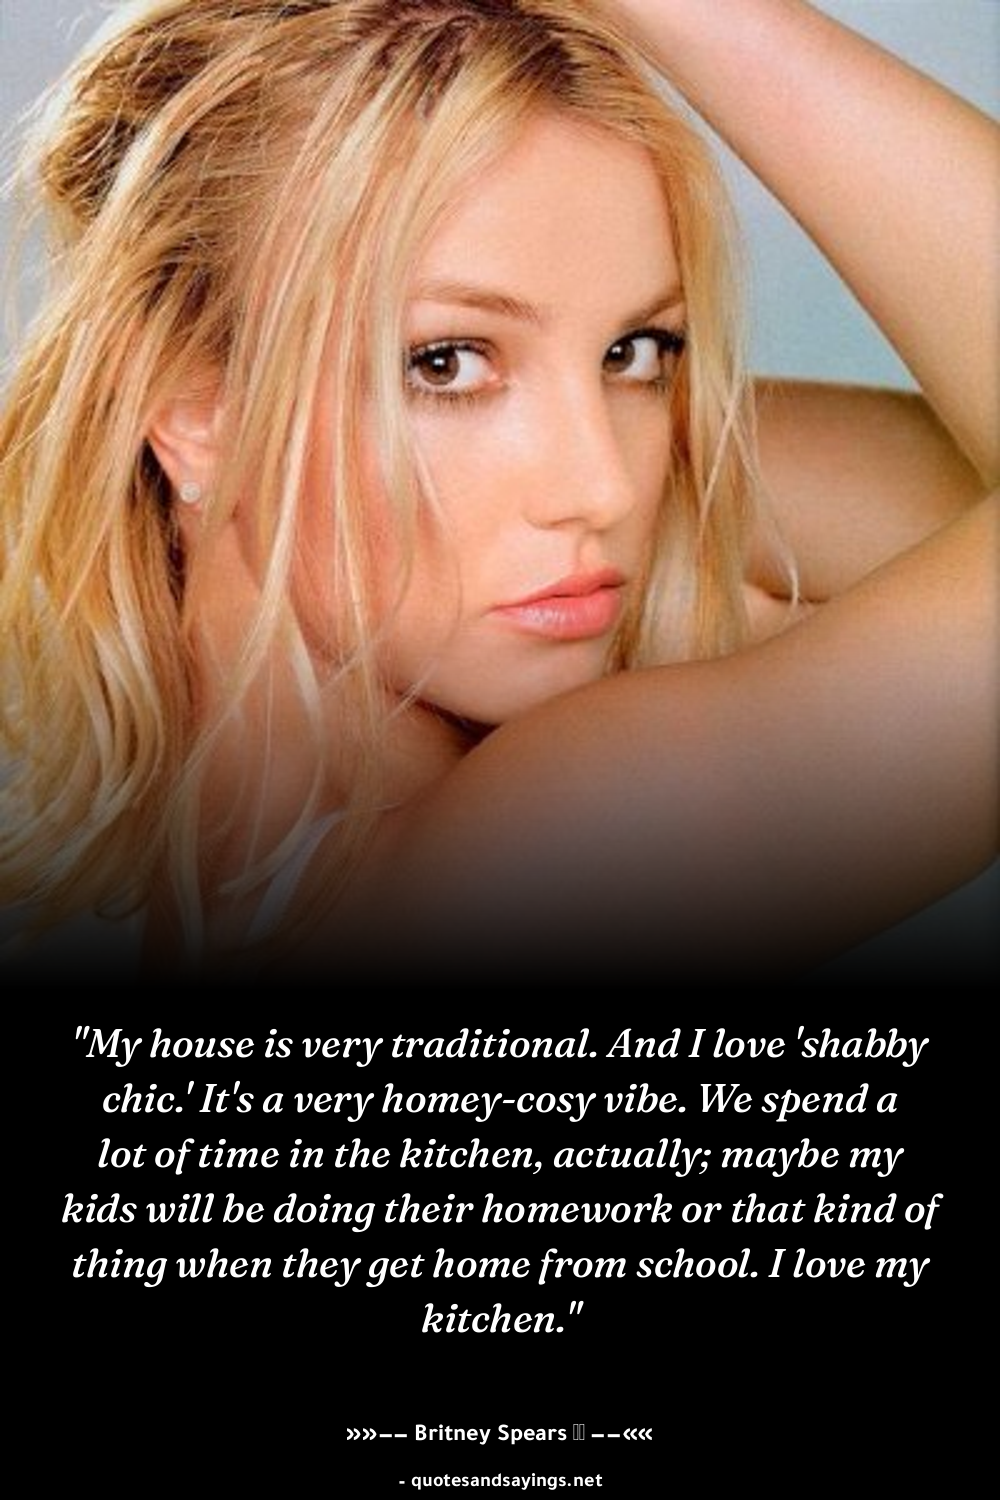 "My house is very traditional. And I love 'shabby
chic.' It's a very homey-cosy vibe. We spend a
lot of time in the kitchen, actually; maybe my
kids will be doing their homework or that kind of
thing when they get home from school. I love my
kitchen."
»»−− Britney Spears −−««
- quotesandsayings.net